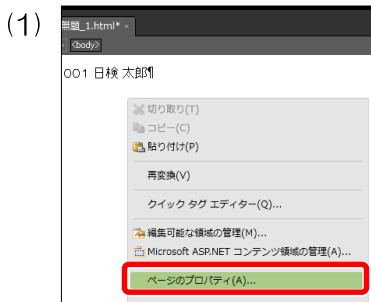 (1)
無題_1.html* ×
<body>
001 日検 太郎¶
切り取り(T)
コピー(C)
貼り付け(P)
再変換(V)
クイック タグ エディター(Q)...
編集可能な領域の管理(M)...
Microsoft ASP.NET コンテンツ領域の管理(A)...
ページのプロパティ(A)...